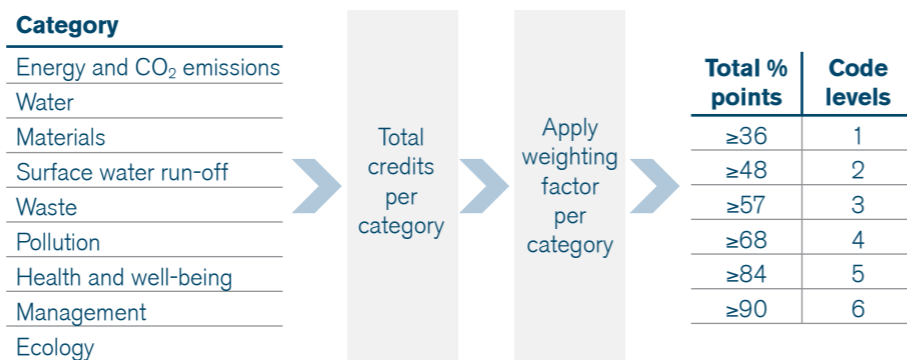 Category
Energy and CO₂ emissions
Water
Materials
Surface water run-off
Waste
Pollution
Health and well-being
Management
Ecology
Total
credits
per
category
Apply
weighting
factor
per
category
Total % Code
points levels
≥36 1
≥48 2
≥57 3
≥68 4
≥84 5
≥90 6